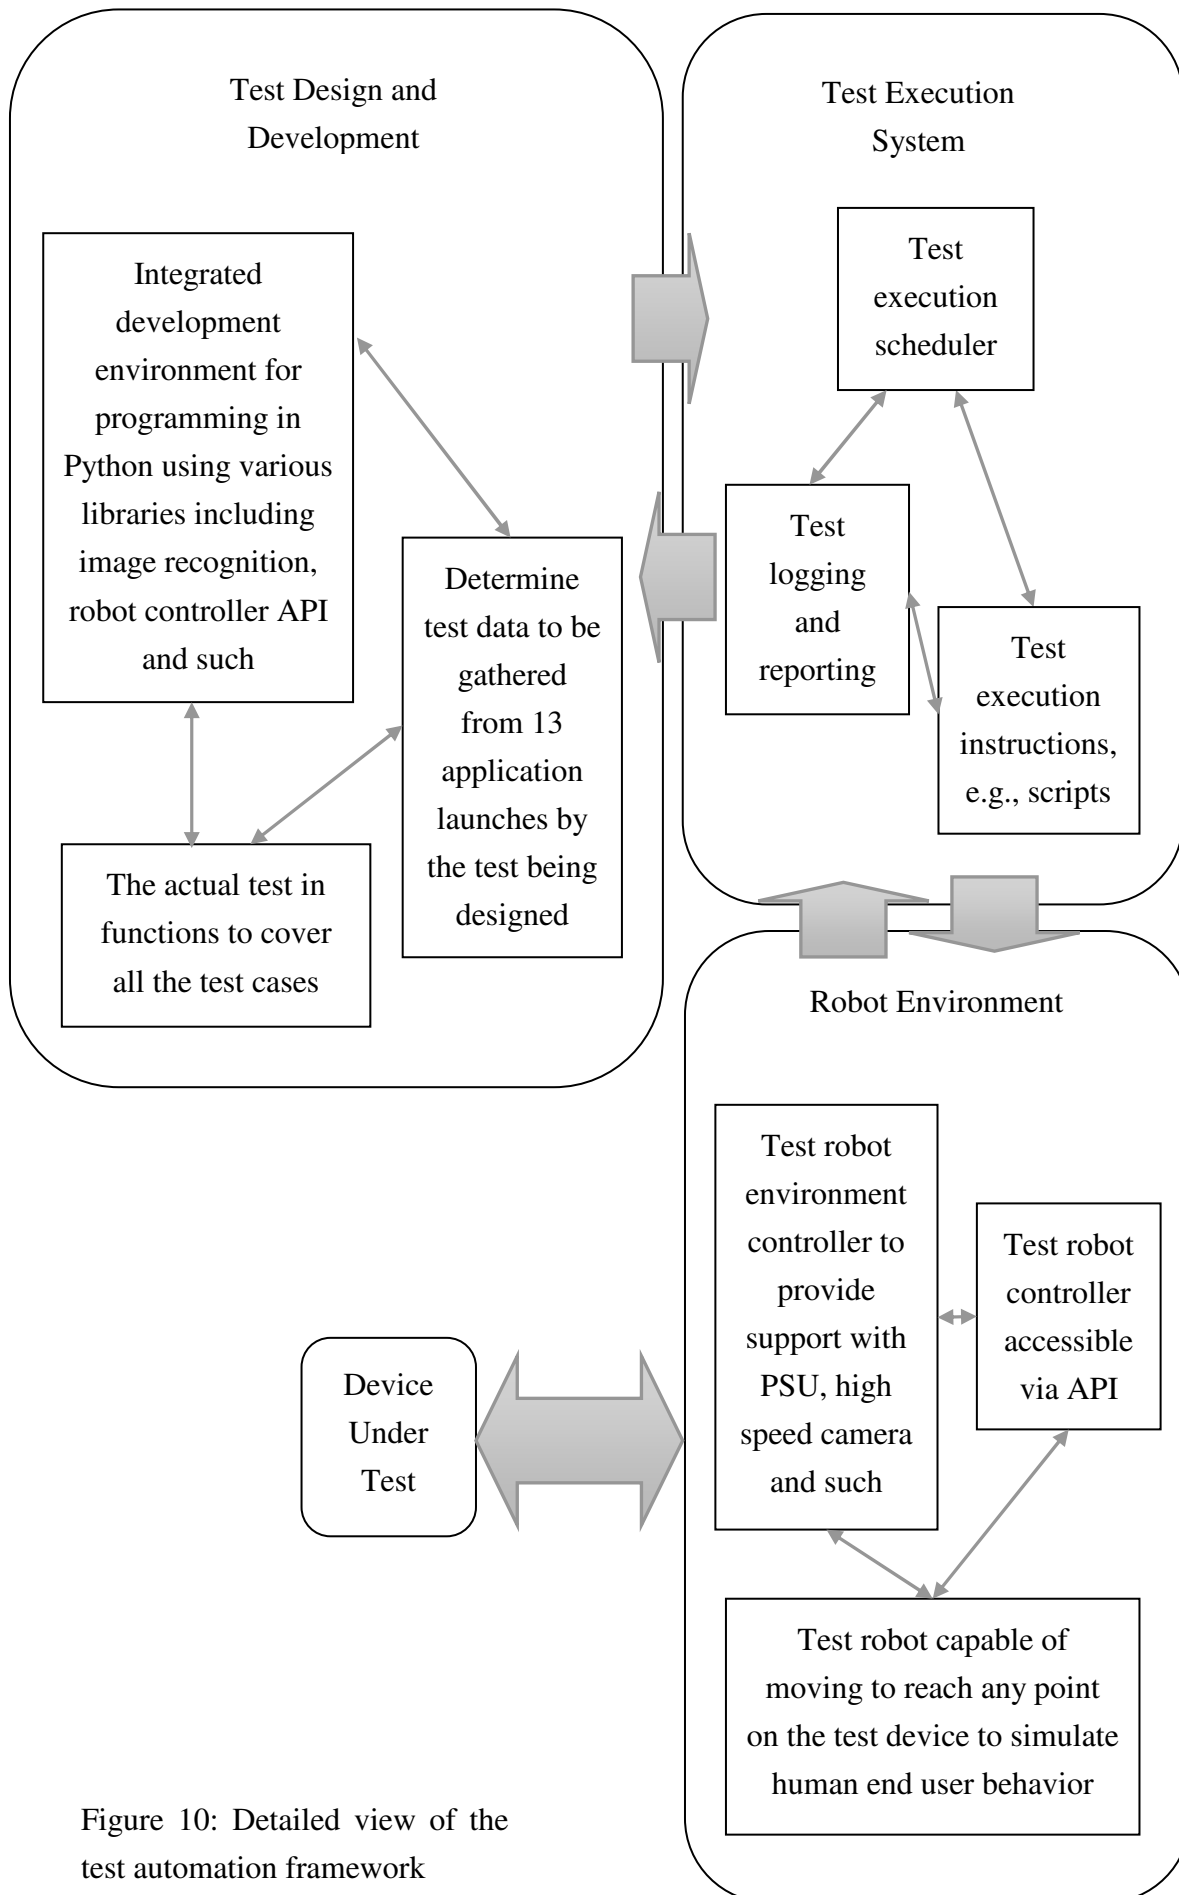 Test Design and
Development
Integrated
development
environment for
programming in
Python using various
libraries including
image recognition,
robot controller API
and such
Determine
test data to be
gathered
from 13
application
launches by
the test being
designed
The actual test in
functions to cover
all the test cases
Test Execution
System
Test
execution
scheduler
Test
logging
and
reporting
Test
execution
instructions,
e.g., scripts
Robot Environment
Test robot
environment
controller to
provide
support with
PSU, high
speed camera
and such
Test robot
controller
accessible
via API
Device
Under
Test
Test robot capable of
moving to reach any point
on the test device to simulate
human end user behavior
Figure 10: Detailed view of the
test automation framework